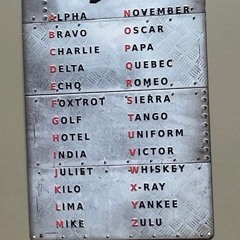 ALPHA NOVEMBER
BRAVO OSCAR
CHARLIE PAPA
DELTA QUEBEC
ECHO ROMEO
FOXTROT SIERRA
GOLF TANGO
HOTEL UNIFORM
INDIA VICTOR
JULIET WHISKEY
KILO X-RAY
LIMA YANKEE
MIKE ZULU